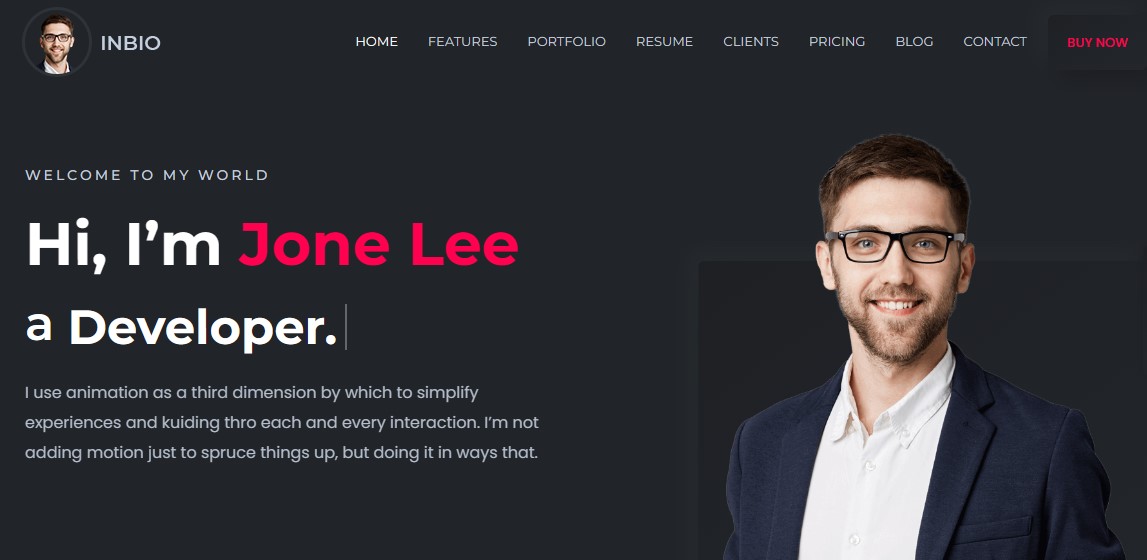 INBIO
HOME FEATURES PORTFOLIO RESUME CLIENTS PRICING BLOG CONTACT BUY NOW
WELCOME TO MY WORLD
Hi, I’m Jone Lee
a Developer.
I use animation as a third dimension by which to simplify
experiences and kuiding thro each and every interaction. I’m not
adding motion just to spruce things up, but doing it in ways that.